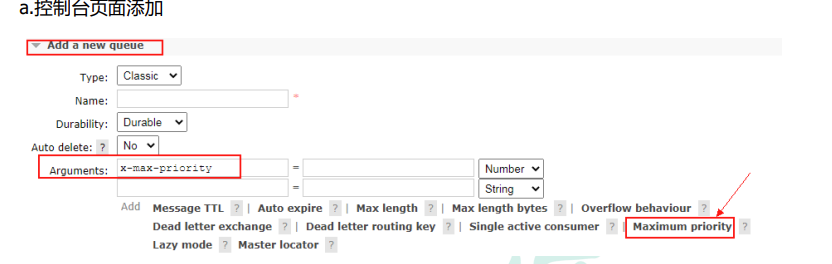 a.控制台页面添加
Add a new queue
Type: Classic
Name: *
Durability: Durable
Auto delete: ? No
Arguments: x-max-priority = Number
= String
Add Message TTL ? | Auto expire ? | Max length ? | Max length bytes ? | Overflow behaviour ?
Dead letter exchange ? | Dead letter routing key ? | Single active consumer ? | Maximum priority ?
Lazy mode ? Master locator ?